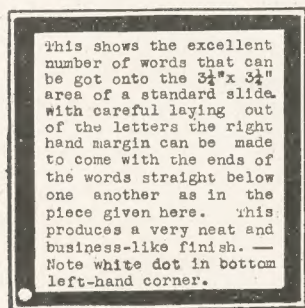 This shows the excellent
number of words that can
be got onto the 3¼"x 3¼"
area of a standard slide.
with careful laying out
of the letters the right
hand margin can be made
to come with the ends of
the words straight below
one another as in the
piece given here. This
produces a very neat and
business-like finish. —
Note white dot in bottom
left-hand corner.